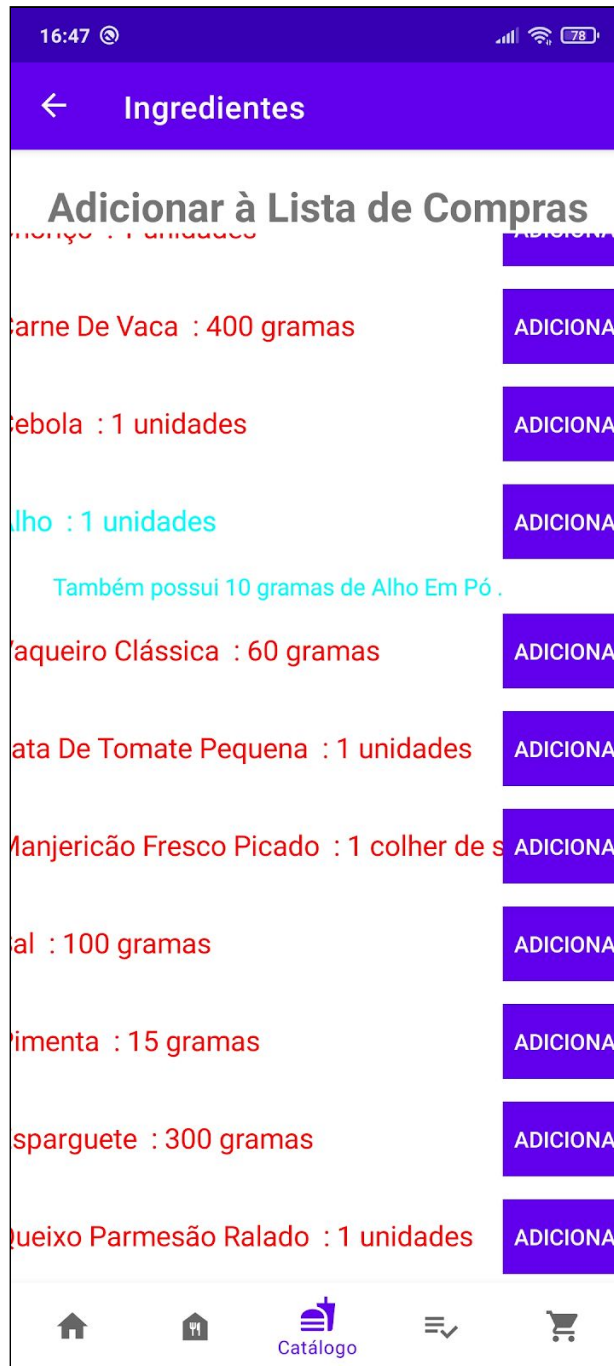 16:47
78
Ingredientes
Adicionar à Lista de Compras
: 1 unidades
arne De Vaca : 400 gramas
ADICIONA
ebola : 1 unidades
ADICIONA
lho : 1 unidades
ADICIONA
Também possui 10 gramas de Alho Em Pó .
aqueiro Clássica : 60 gramas
ADICIONA
ata De Tomate Pequena : 1 unidades
ADICIONA
Manjericão Fresco Picado : 1 colher de s
ADICIONA
al : 100 gramas
ADICIONA
imenta : 15 gramas
ADICIONA
sparguete : 300 gramas
ADICIONA
ueixo Parmesão Ralado : 1 unidades
ADICIONA
Catálogo